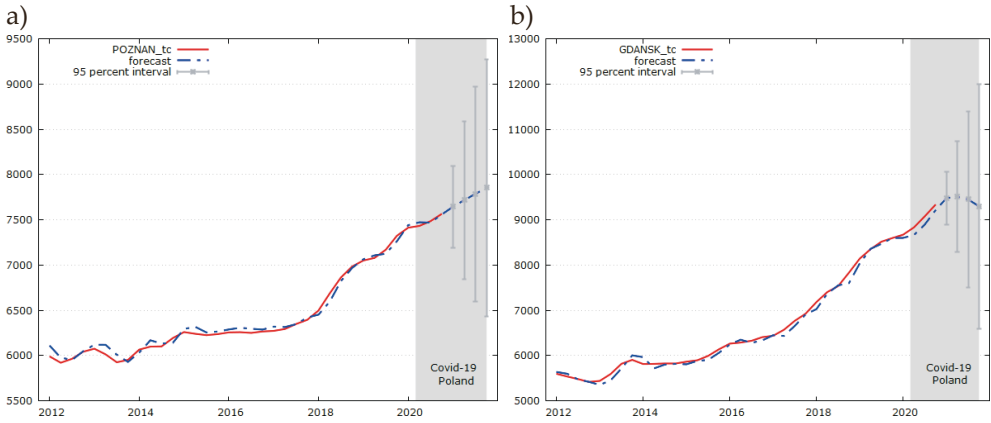 a)
9500
9000
8500
8000
7500
7000
6500
6000
5500
POZNAN_tc
forecast
95 percent interval
Covid-19
Poland
2012 2014 2016 2018 2020
b)
13000
12000
11000
10000
9000
8000
7000
6000
5000
GDANSK_tc
forecast
95 percent interval
Covid-19
Poland
2012 2014 2016 2018 2020